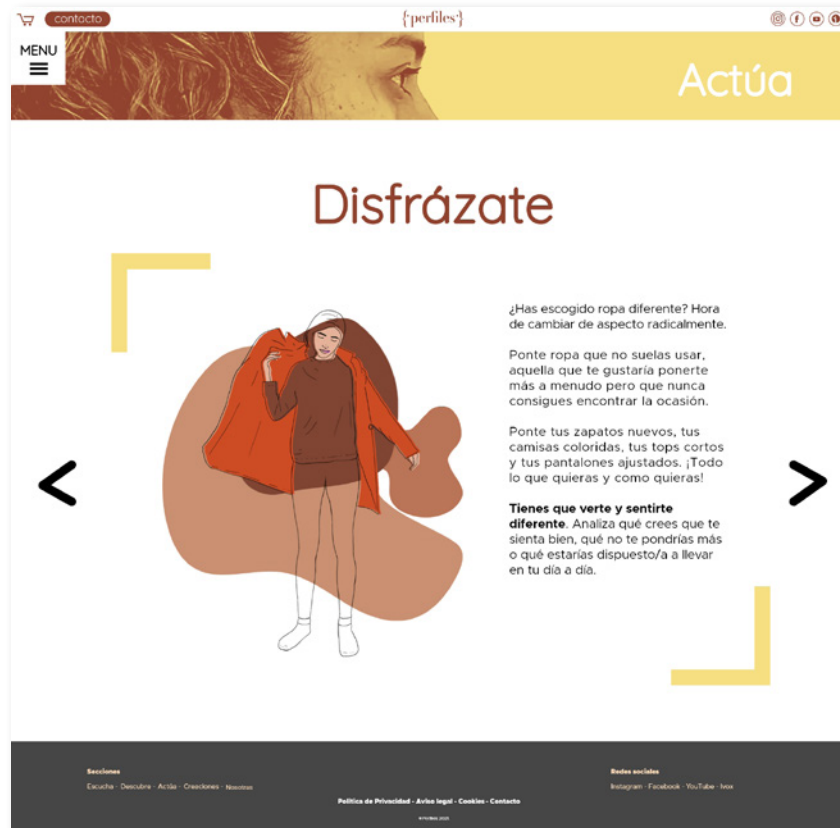 contacto
{'perfiles'}
MENU
Actúa
Disfrázate
¿Has escogido ropa diferente? Hora
de cambiar de aspecto radicalmente.
Ponte ropa que no suelas usar,
aquella que te gustaría ponerte
más a menudo pero que nunca
consigues encontrar la ocasión.
Ponte tus zapatos nuevos, tus
camisas coloridas, tus tops cortos
y tus pantalones ajustados. ¡Todo
lo que quieras y como quieras!
Tienes que verte y sentirte
diferente. Analiza qué crees que te
sienta bien, qué no te pondrías más
o qué estarías dispuesto/a a llevar
en tu día a día.
Secciones
Escucha - Descubre - Actúa - Creaciones - Nosotros
Redes sociales
Instagram - Facebook - YouTube - Ivox
Política de Privacidad - Aviso legal - Cookies - Contacto